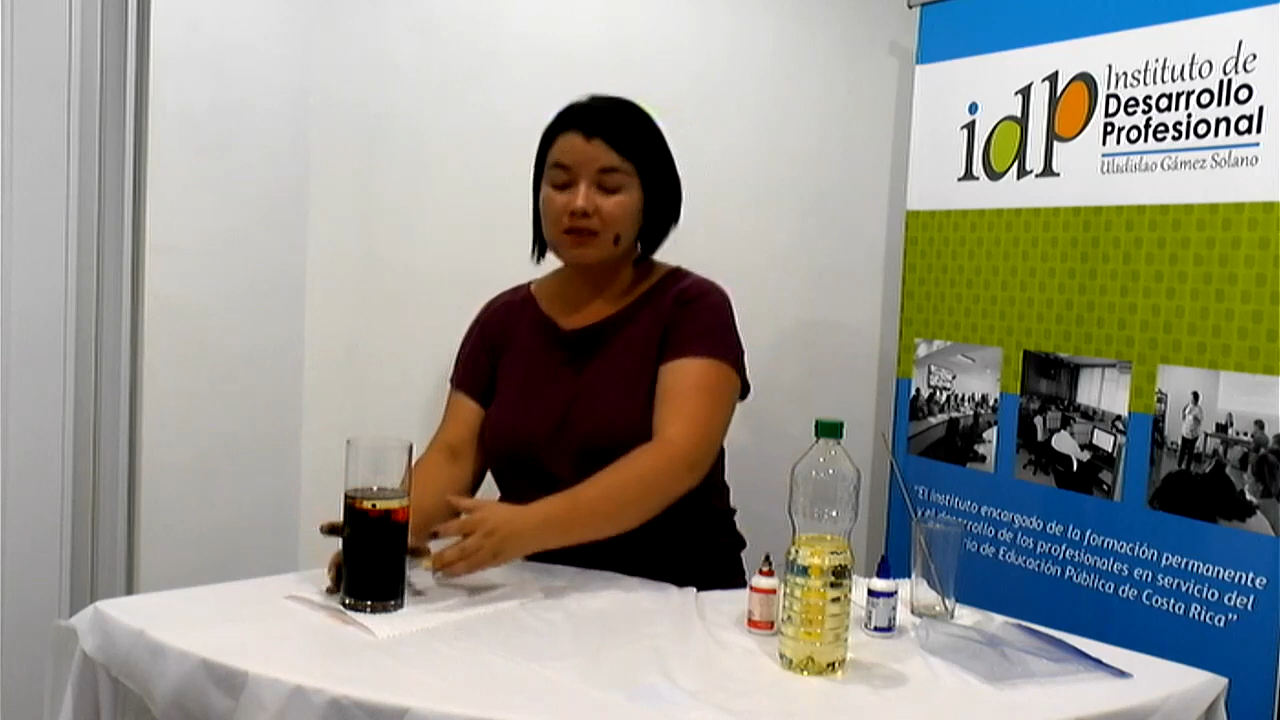 idp
Instituto de
Desarrollo
Profesional
Uladislao Gámez Solano
"El instituto encargado de la formación permanente
y el desarrollo de los profesionales en servicio del
de Educación Pública de Costa Rica"